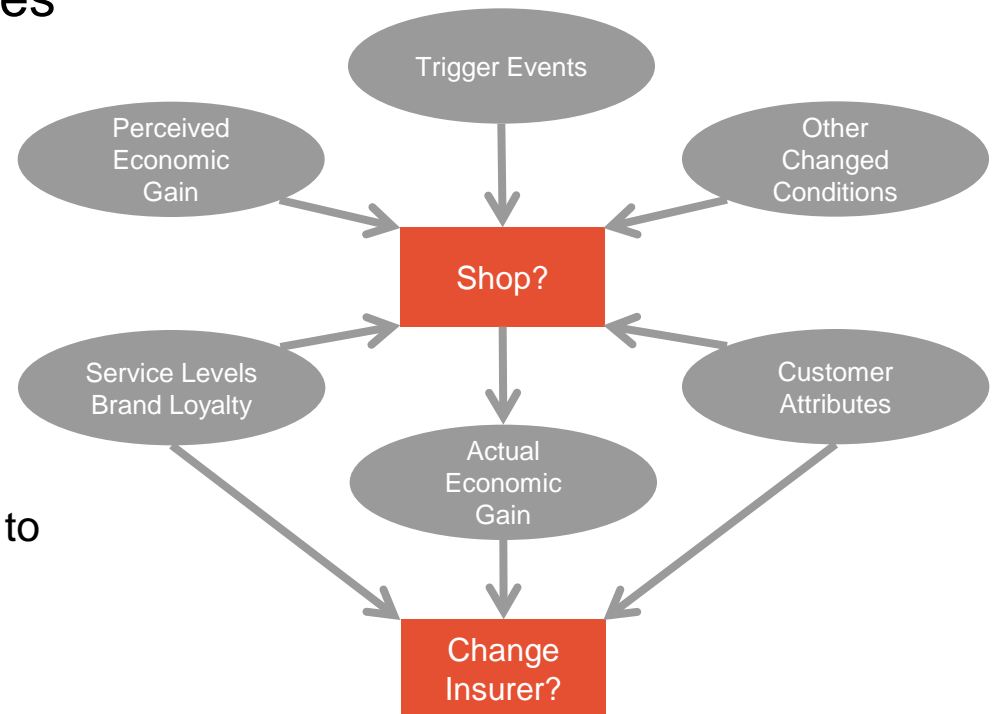 es
Trigger Events
Perceived
Economic
Gain
Other
Changed
Conditions
Shop?
Service Levels
Brand Loyalty
Customer
Attributes
Actual
Economic
Gain
to
Change
Insurer?